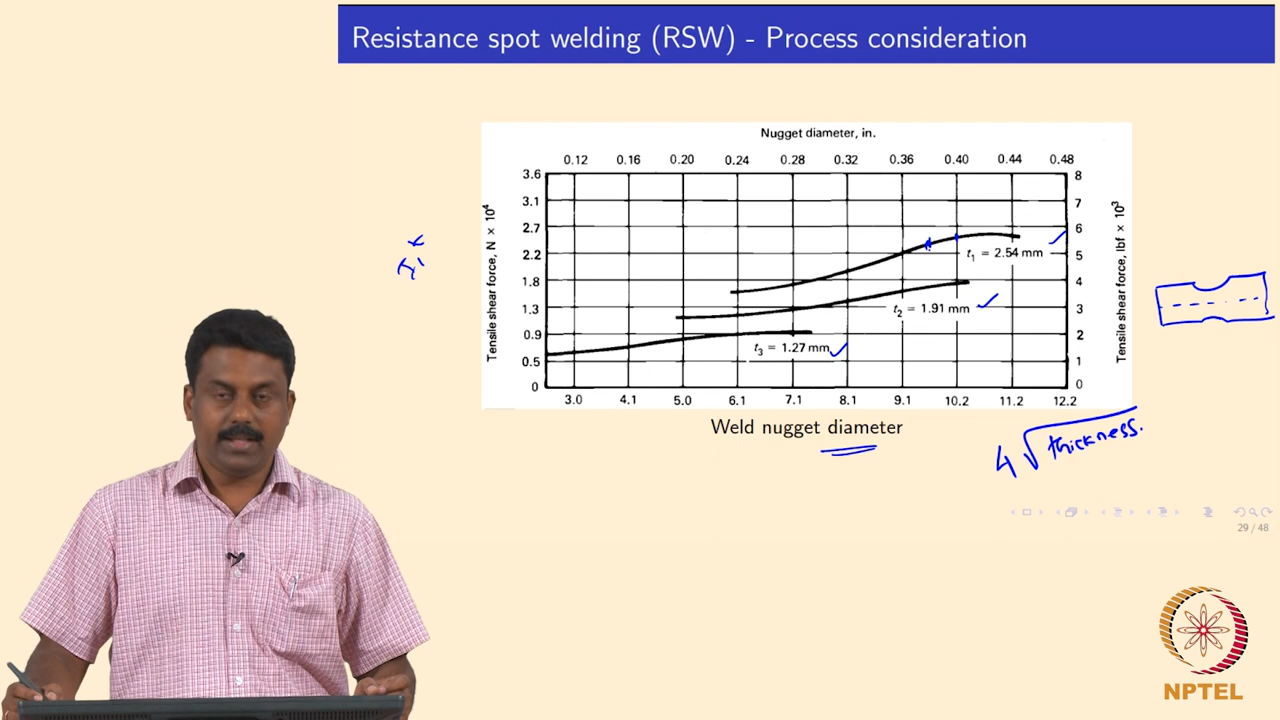 Resistance spot welding (RSW) - Process consideration
Nugget diameter, in.
0.12 0.16 0.20 0.24 0.28 0.32 0.36 0.40 0.44 0.48
Tensile shear force, N × 10⁴
3.6
3.1
2.7
2.2
1.8
1.3
0.9
0.5
0
8
7
6
5
4
3
2
1
0
Tensile shear force, lbf × 10³
t₁ = 2.54 mm
t₂ = 1.91 mm
t₃ = 1.27 mm
3.0 4.1 5.0 6.1 7.1 8.1 9.1 10.2 11.2 12.2
Weld nugget diameter
4√thickness.
29 / 48
NPTEL